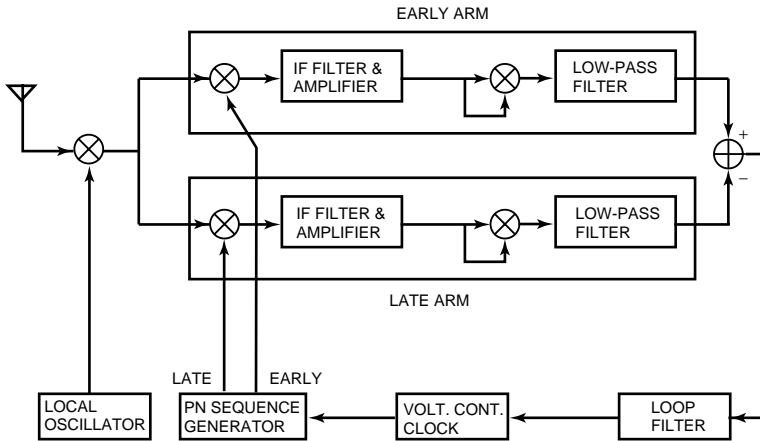 EARLY ARM
IF FILTER &
AMPLIFIER
LOW-PASS
FILTER
+
−
IF FILTER &
AMPLIFIER
LOW-PASS
FILTER
LATE ARM
LATE
EARLY
LOCAL
OSCILLATOR
PN SEQUENCE
GENERATOR
VOLT. CONT.
CLOCK
LOOP
FILTER